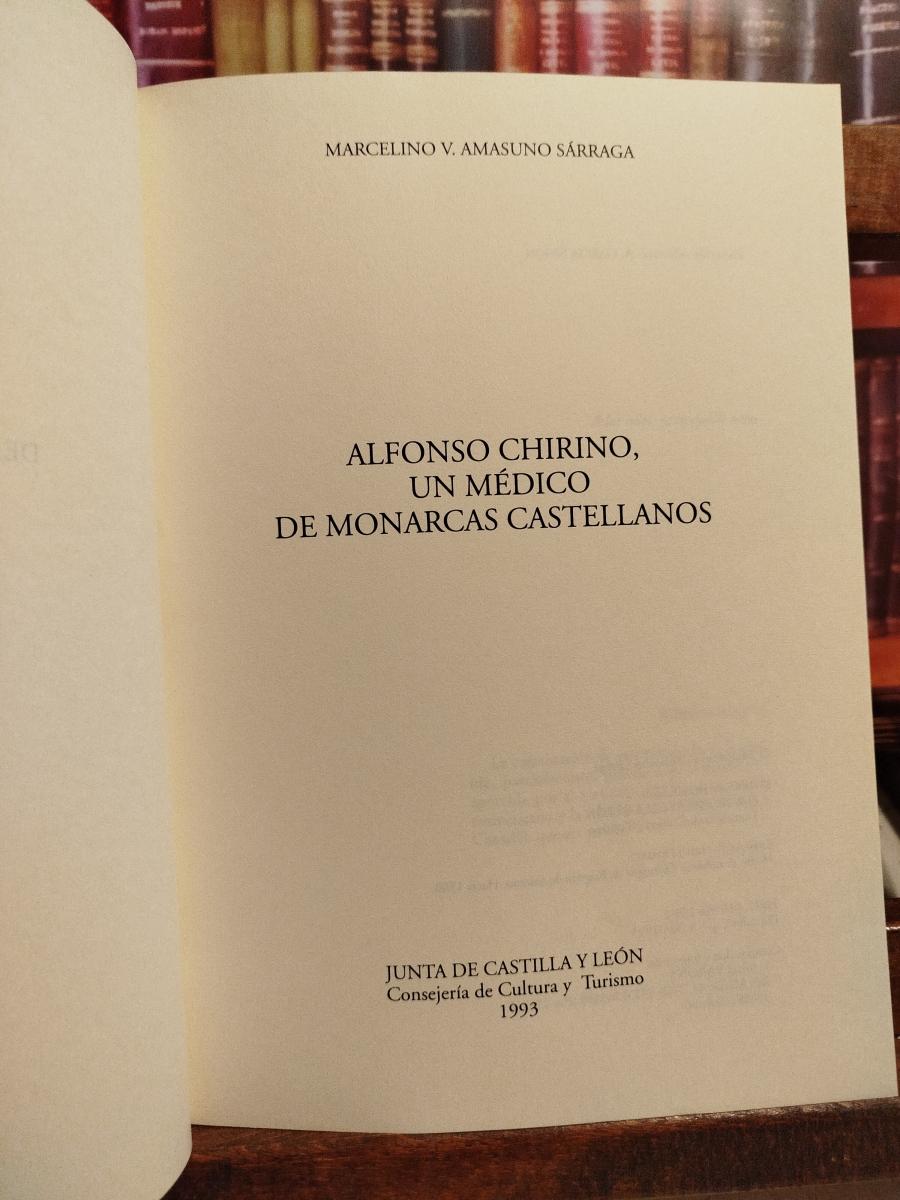 MARCELINO V. AMASUNO SÁRRAGA
ALFONSO CHIRINO,
UN MÉDICO
DE MONARCAS CASTELLANOS
JUNTA DE CASTILLA Y LEÓN
Consejería de Cultura y Turismo
1993